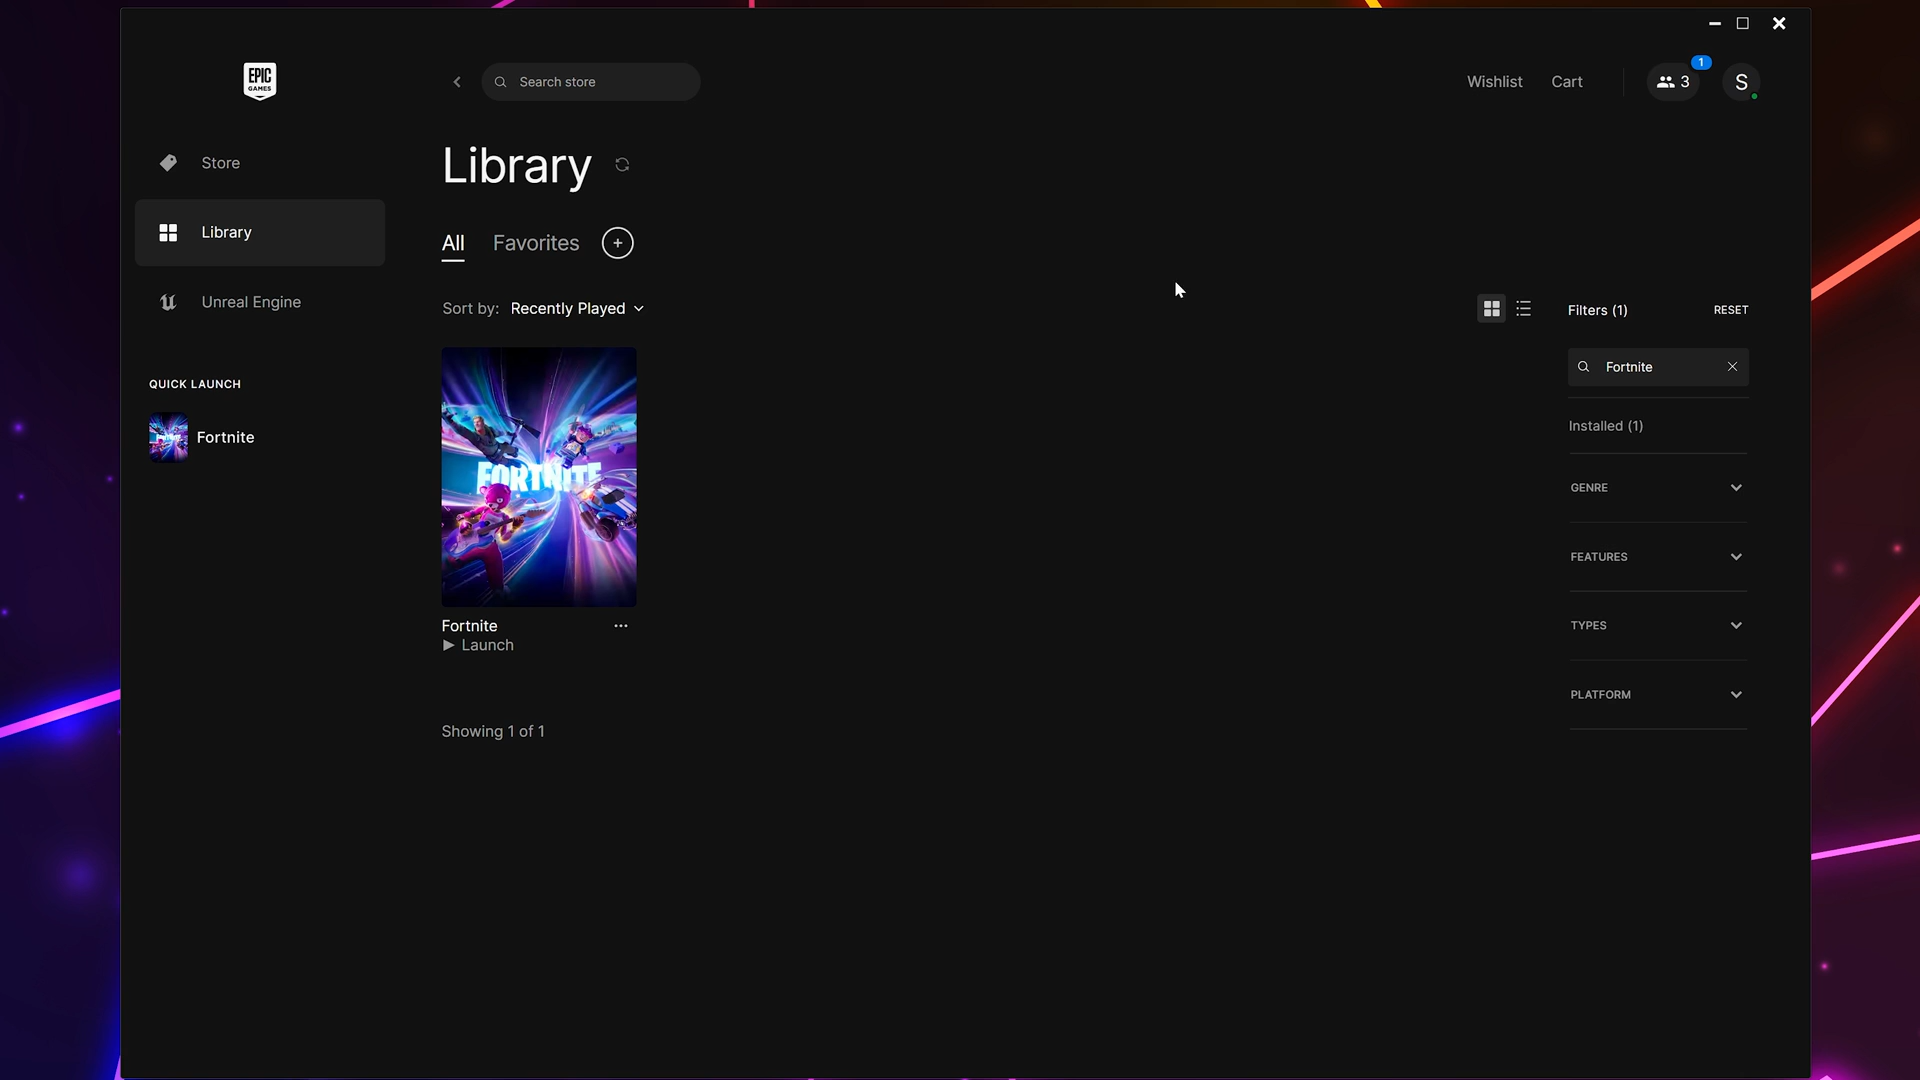 EPIC
GAMES
Search store
Wishlist
Cart
3
1
S
Store
Library
Unreal Engine
QUICK LAUNCH
Fortnite
Library
All
Favorites
Sort by: Recently Played
FORTNITE
Fortnite
Launch
Showing 1 of 1
Filters (1)
RESET
Fortnite
Installed (1)
GENRE
FEATURES
TYPES
PLATFORM